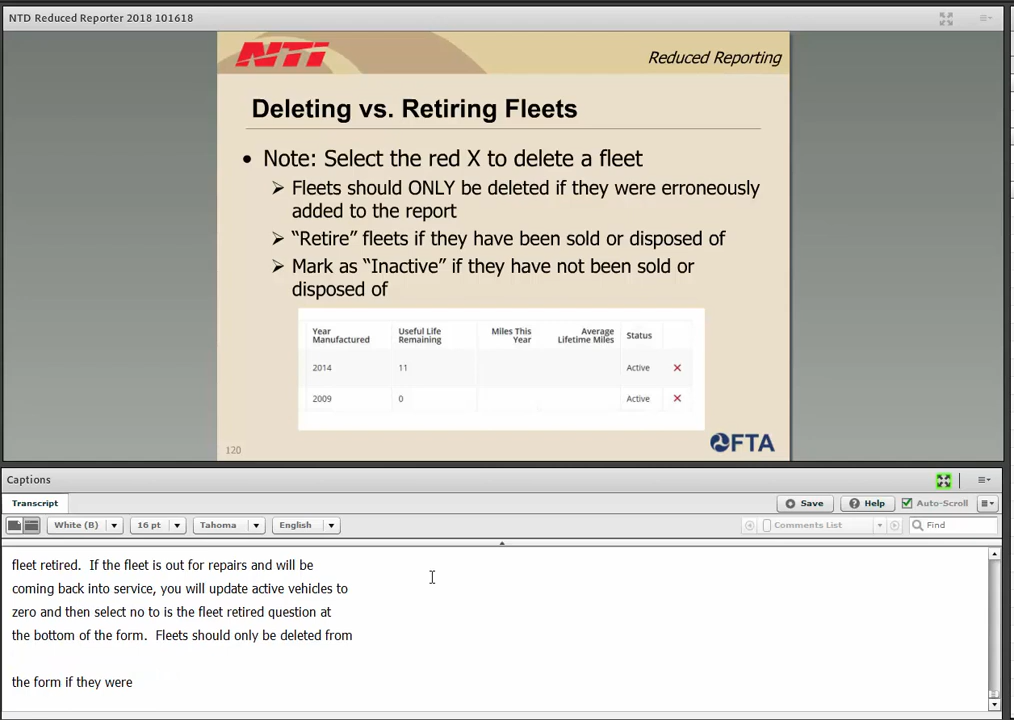 NTD Reduced Reporter 2018 101618
NTI
Reduced Reporting
Deleting vs. Retiring Fleets
• Note: Select the red X to delete a fleet
➢ Fleets should ONLY be deleted if they were erroneously
added to the report
➢ “Retire” fleets if they have been sold or disposed of
➢ Mark as “Inactive” if they have not been sold or
disposed of
Year Manufactured Useful Life Remaining Miles This Year Average Lifetime Miles Status
2014 11 Active ✕
2009 0 Active ✕
120
FTA
Captions
Transcript
Save Help Auto-Scroll
White (B) 16 pt Tahoma English Comments List Find
fleet retired.  If the fleet is out for repairs and will be
coming back into service, you will update active vehicles to
zero and then select no to is the fleet retired question at
the bottom of the form.  Fleets should only be deleted from
the form if they were